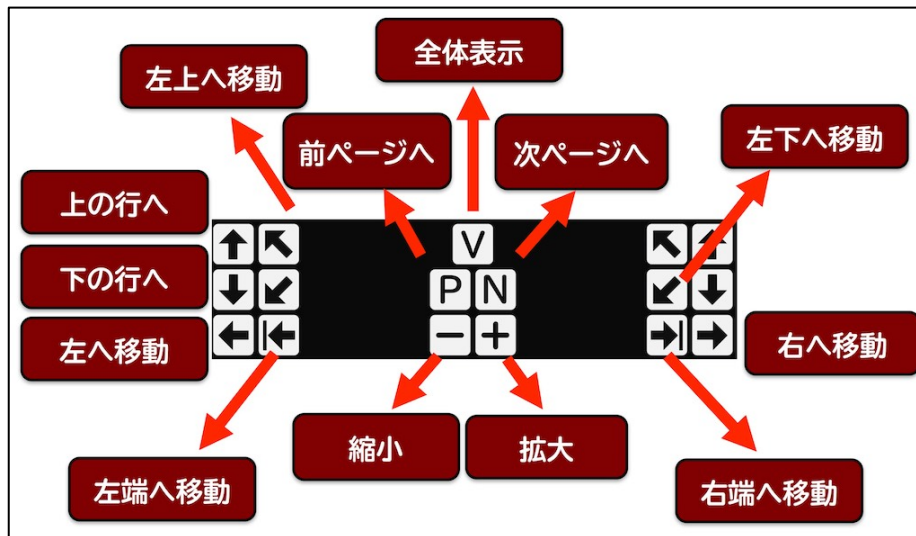 全体表示
左上へ移動
左下へ移動
前ページへ
次ページへ
上の行へ
V
下の行へ
P N
左へ移動
− +
右へ移動
縮小
拡大
左端へ移動
右端へ移動